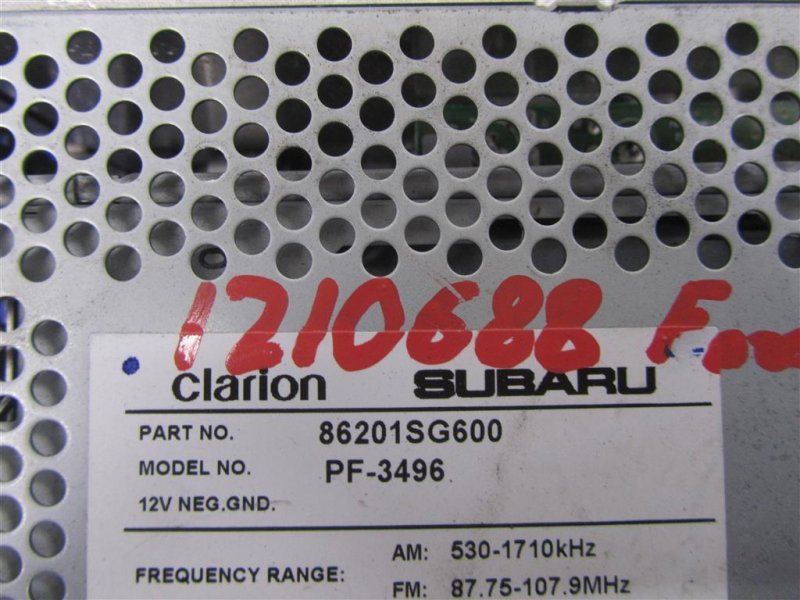 1210688
clarion SUBARU
PART NO. 86201SG600
MODEL NO. PF-3496
12V NEG.GND.
FREQUENCY RANGE: AM: 530-1710kHz
FM: 87.75-107.9MHz